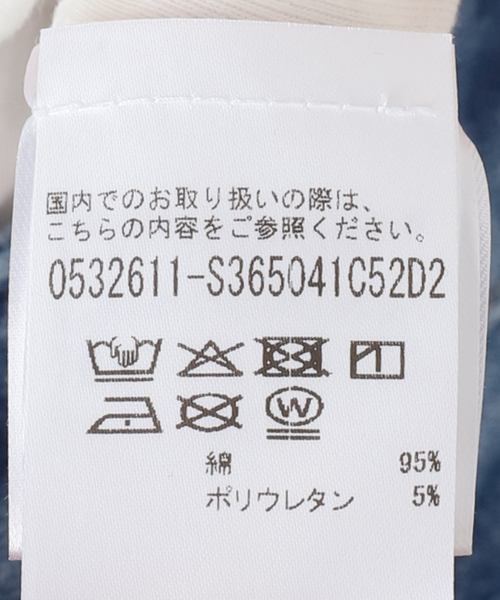 国内でのお取り扱いの際は、
こちらの内容をご参照ください。
0532611-S365041C52D2
W
綿 95%
ポリウレタン 5%